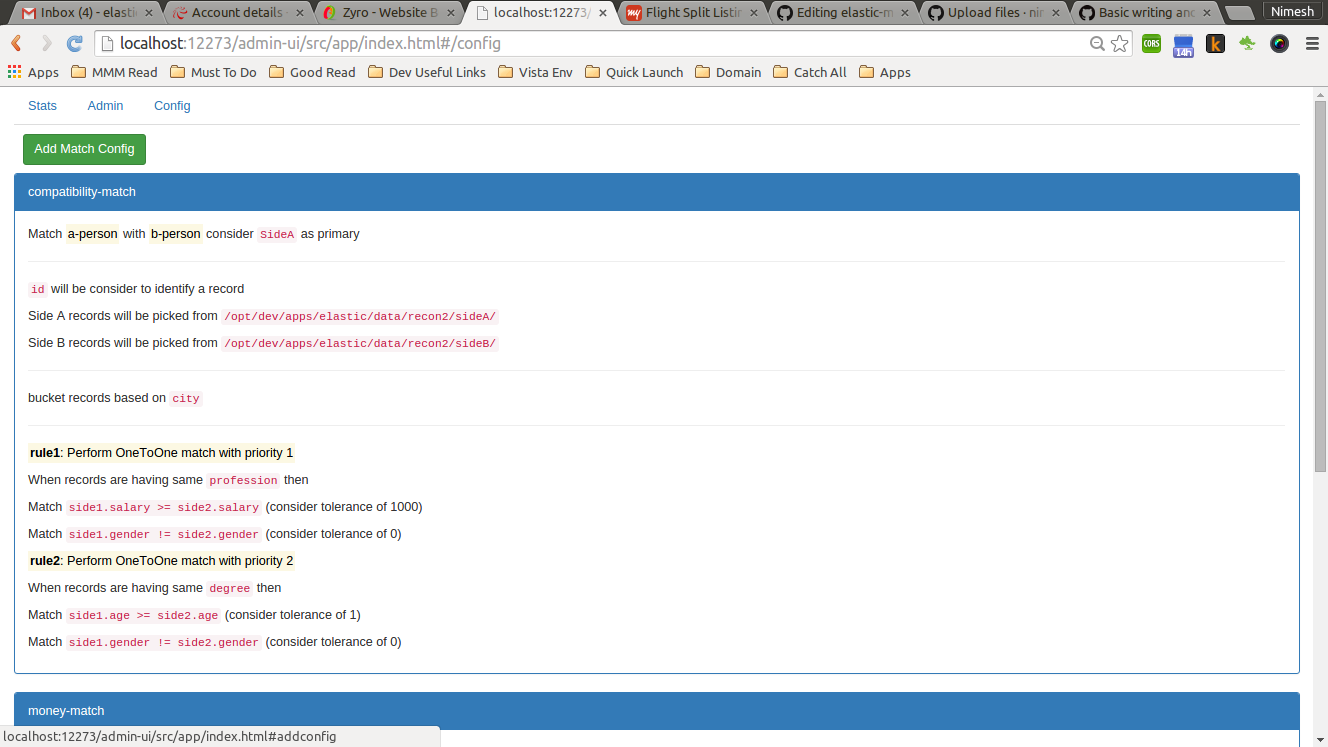 Inbox (4) - elasti
Account details -
Zyro - Website B
localhost:12273/
Flight Split Listin
Editing elastic-m
Upload files · nir
Basic writing and
Nimesh
localhost:12273/admin-ui/src/app/index.html#/config
CORS
14h
k
Apps
MMM Read
Must To Do
Good Read
Dev Useful Links
Vista Env
Quick Launch
Domain
Catch All
Apps
Stats Admin Config
Add Match Config
compatibility-match
Match a-person with b-person consider SideA as primary
id will be consider to identify a record
Side A records will be picked from /opt/dev/apps/elastic/data/recon2/sideA/
Side B records will be picked from /opt/dev/apps/elastic/data/recon2/sideB/
bucket records based on city
rule1: Perform OneToOne match with priority 1
When records are having same profession then
Match side1.salary >= side2.salary (consider tolerance of 1000)
Match side1.gender != side2.gender (consider tolerance of 0)
rule2: Perform OneToOne match with priority 2
When records are having same degree then
Match side1.age >= side2.age (consider tolerance of 1)
Match side1.gender != side2.gender (consider tolerance of 0)
money-match
localhost:12273/admin-ui/src/app/index.html#addconfig